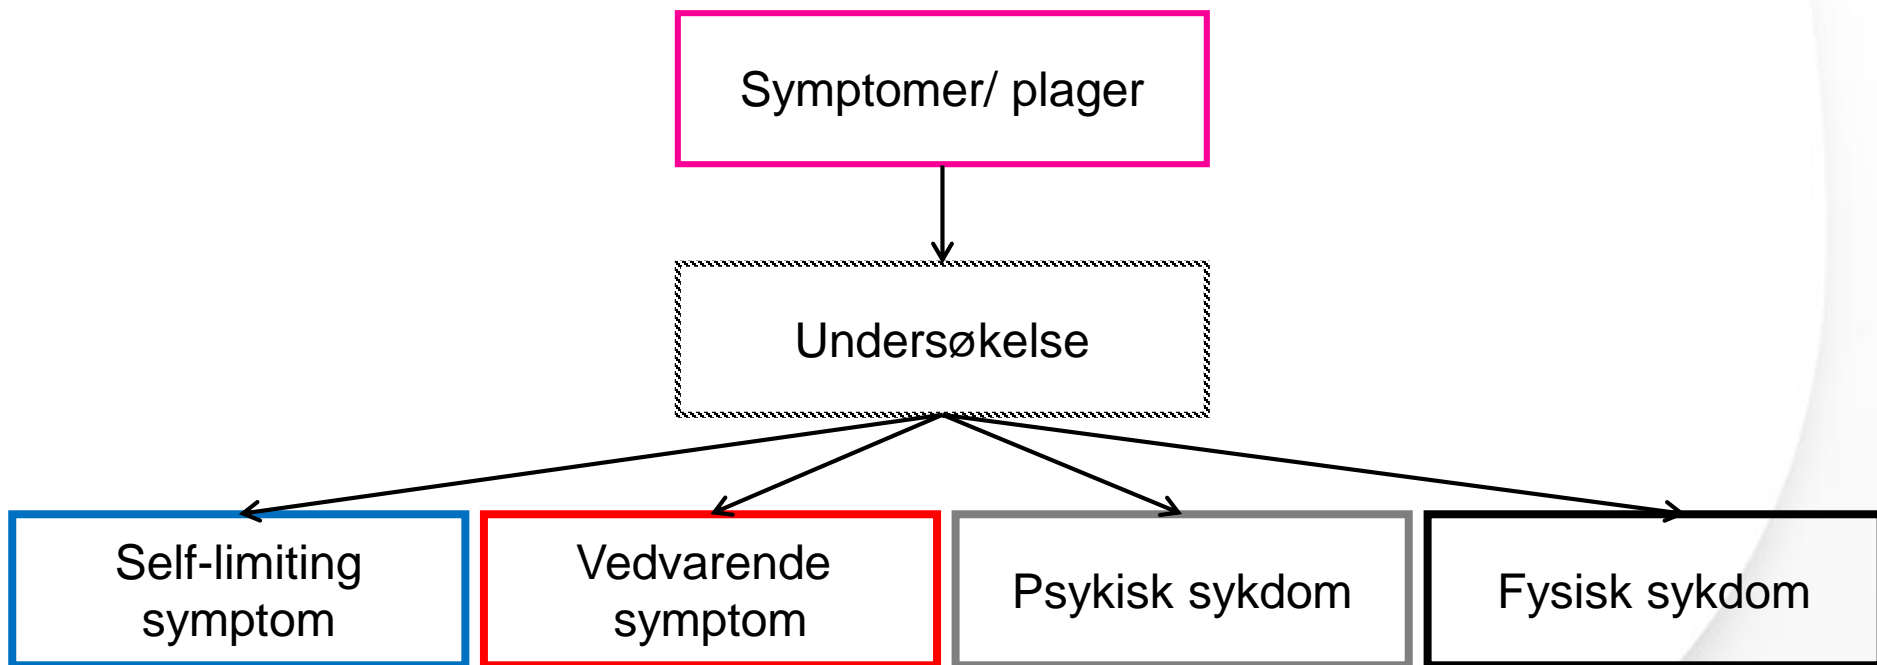 Symptomer/ plager
Undersøkelse
Self-limiting
symptom
Vedvarende
symptom
Psykisk sykdom
Fysisk sykdom